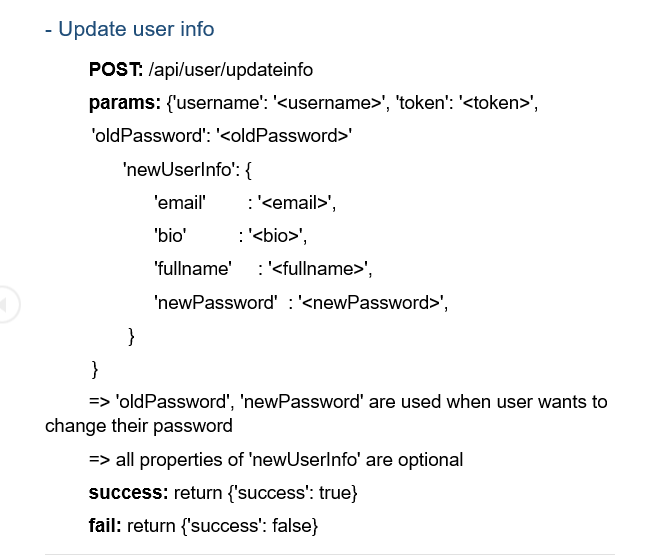 - Update user info
POST: /api/user/updateinfo
params: {'username': '<username>', 'token': '<token>',
'oldPassword': '<oldPassword>'
'newUserInfo': {
'email' : '<email>',
'bio' : '<bio>',
'fullname' : '<fullname>',
'newPassword' : '<newPassword>',
}
}
=> 'oldPassword', 'newPassword' are used when user wants to
change their password
=> all properties of 'newUserInfo' are optional
success: return {'success': true}
fail: return {'success': false}